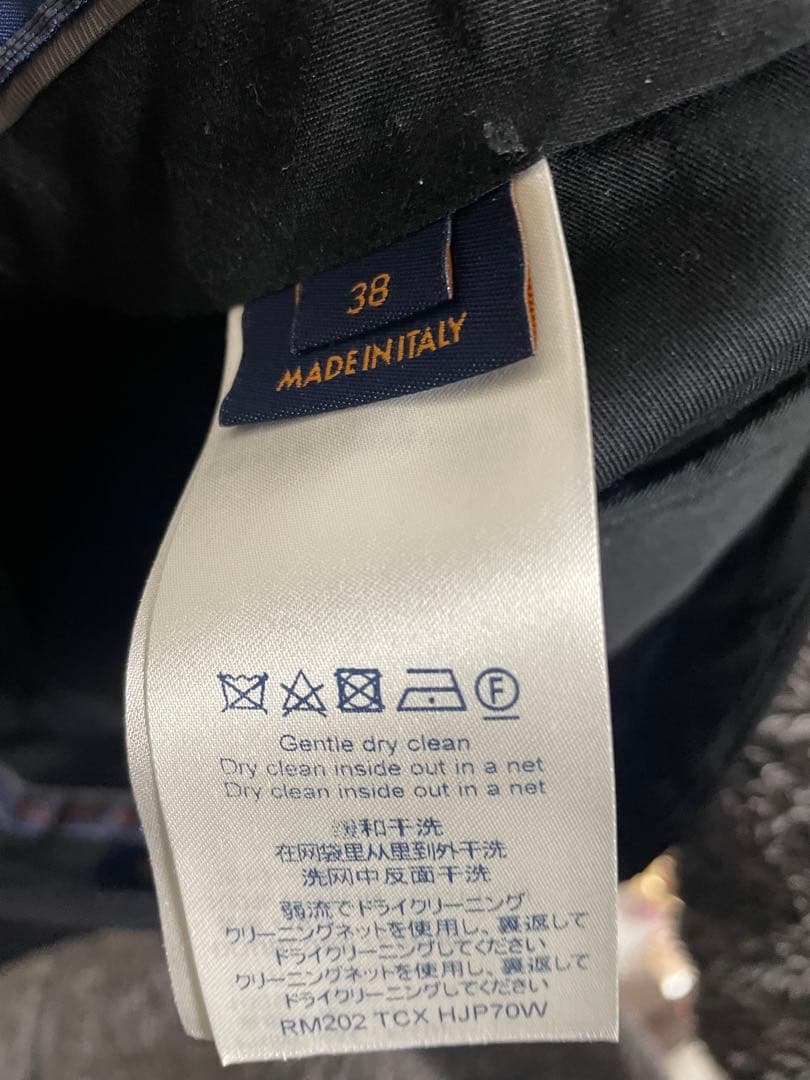 38
MADE IN ITALY
F
Gentle dry clean
Dry clean inside out in a net
Dry clean inside out in a net
缓和干洗
在网袋里从里到外干洗
洗网中反面干洗
弱流でドライクリーニング
クリーニングネットを使用し、裏返して
ドライクリーニングしてください
クリーニングネットを使用し、裏返して
ドライクリーニングしてください
RM202 TCX HJP70W